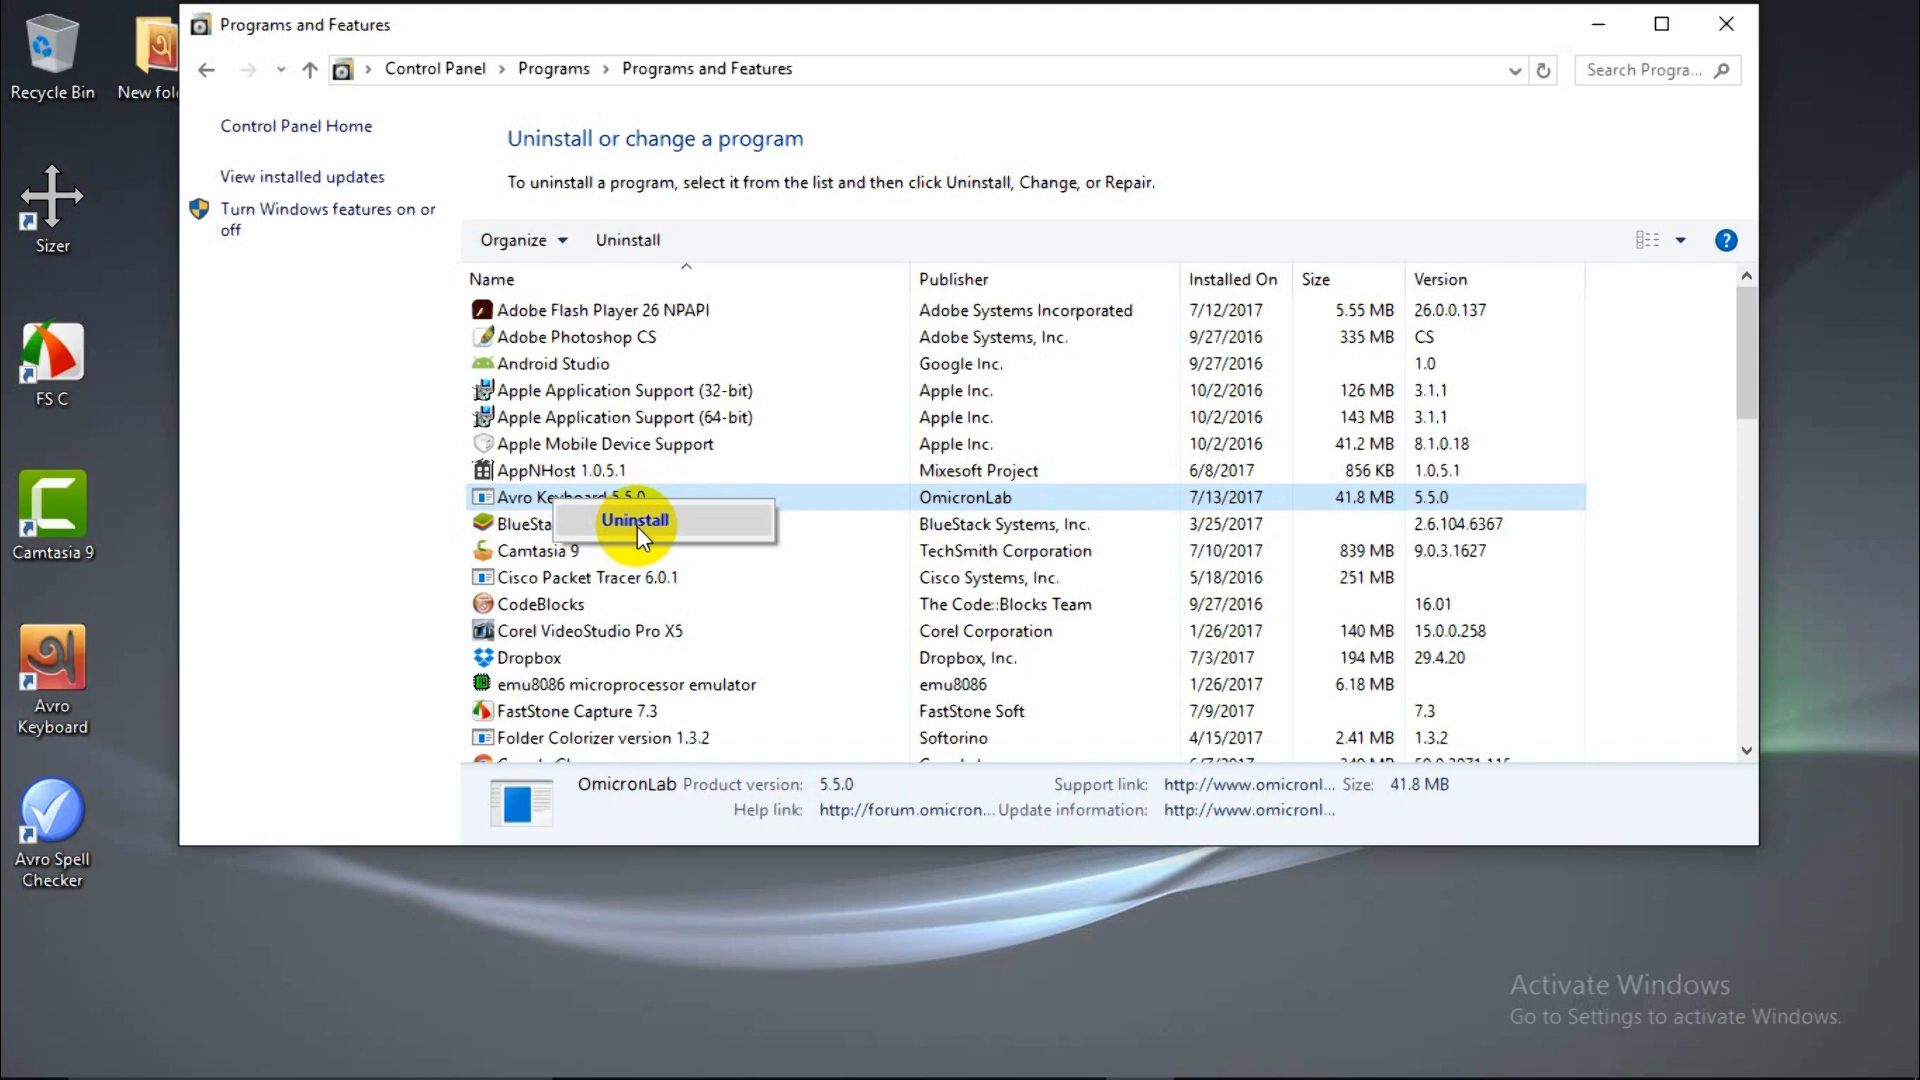 Programs and Features
Control Panel > Programs > Programs and Features
Search Progra...
Recycle Bin
New fol
Sizer
FS C
Camtasia 9
Avro
Keyboard
Avro Spell
Checker
Control Panel Home
View installed updates
Turn Windows features on or
off
Uninstall or change a program
To uninstall a program, select it from the list and then click Uninstall, Change, or Repair.
Organize Uninstall
Name Publisher Installed On Size Version
Adobe Flash Player 26 NPAPI Adobe Systems Incorporated 7/12/2017 5.55 MB 26.0.0.137
Adobe Photoshop CS Adobe Systems, Inc. 9/27/2016 335 MB CS
Android Studio Google Inc. 9/27/2016 1.0
Apple Application Support (32-bit) Apple Inc. 10/2/2016 126 MB 3.1.1
Apple Application Support (64-bit) Apple Inc. 10/2/2016 143 MB 3.1.1
Apple Mobile Device Support Apple Inc. 10/2/2016 41.2 MB 8.1.0.18
AppNHost 1.0.5.1 Mixesoft Project 6/8/2017 856 KB 1.0.5.1
Avro Keyboard 5.5.0 OmicronLab 7/13/2017 41.8 MB 5.5.0
Uninstall
BlueSta BlueStack Systems, Inc. 3/25/2017 2.6.104.6367
Camtasia 9 TechSmith Corporation 7/10/2017 839 MB 9.0.3.1627
Cisco Packet Tracer 6.0.1 Cisco Systems, Inc. 5/18/2016 251 MB
CodeBlocks The Code::Blocks Team 9/27/2016 16.01
Corel VideoStudio Pro X5 Corel Corporation 1/26/2017 140 MB 15.0.0.258
Dropbox Dropbox, Inc. 7/3/2017 194 MB 29.4.20
emu8086 microprocessor emulator emu8086 1/26/2017 6.18 MB
FastStone Capture 7.3 FastStone Soft 7/9/2017 7.3
Folder Colorizer version 1.3.2 Softorino 4/15/2017 2.41 MB 1.3.2
OmicronLab Product version: 5.5.0 Support link: http://www.omicronl... Size: 41.8 MB
Help link: http://forum.omicron... Update information: http://www.omicronl...
Activate Windows
Go to Settings to activate Windows.